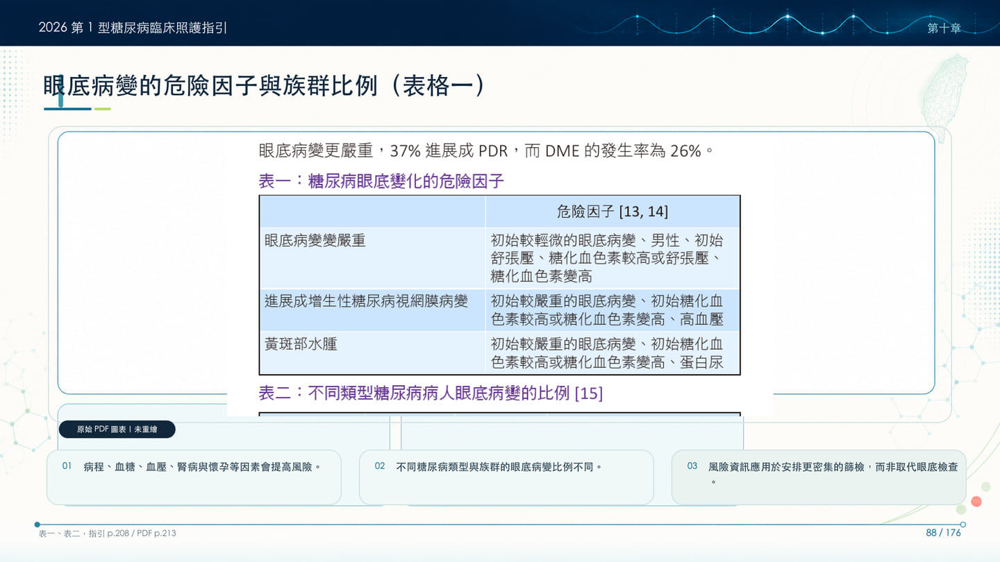 2026 第 1 型糖尿病臨床照護指引
第十章
眼底病變的危險因子與族群比例（表格一）
眼底病變更嚴重，37% 進展成 PDR，而 DME 的發生率為 26%。
表一：糖尿病眼底變化的危險因子
危險因子 [13, 14]
眼底病變變嚴重
初始較輕微的眼底病變、男性、初始
舒張壓、糖化血色素較高或舒張壓、
糖化血色素變高
進展成增生性糖尿病視網膜病變
初始較嚴重的眼底病變、初始糖化血
色素較高或糖化血色素變高、高血壓
黃斑部水腫
初始較嚴重的眼底病變、初始糖化血
色素較高或糖化血色素變高、蛋白尿
表二：不同類型糖尿病病人眼底病變的比例 [15]
原始 PDF 圖表｜未重繪
01 病程、血糖、血壓、腎病與懷孕等因素會提高風險。
02 不同糖尿病類型與族群的眼底病變比例不同。
03 風險資訊應用於安排更密集的篩檢，而非取代眼底檢查
。
表一、表二，指引 p.208 / PDF p.213
88 / 176